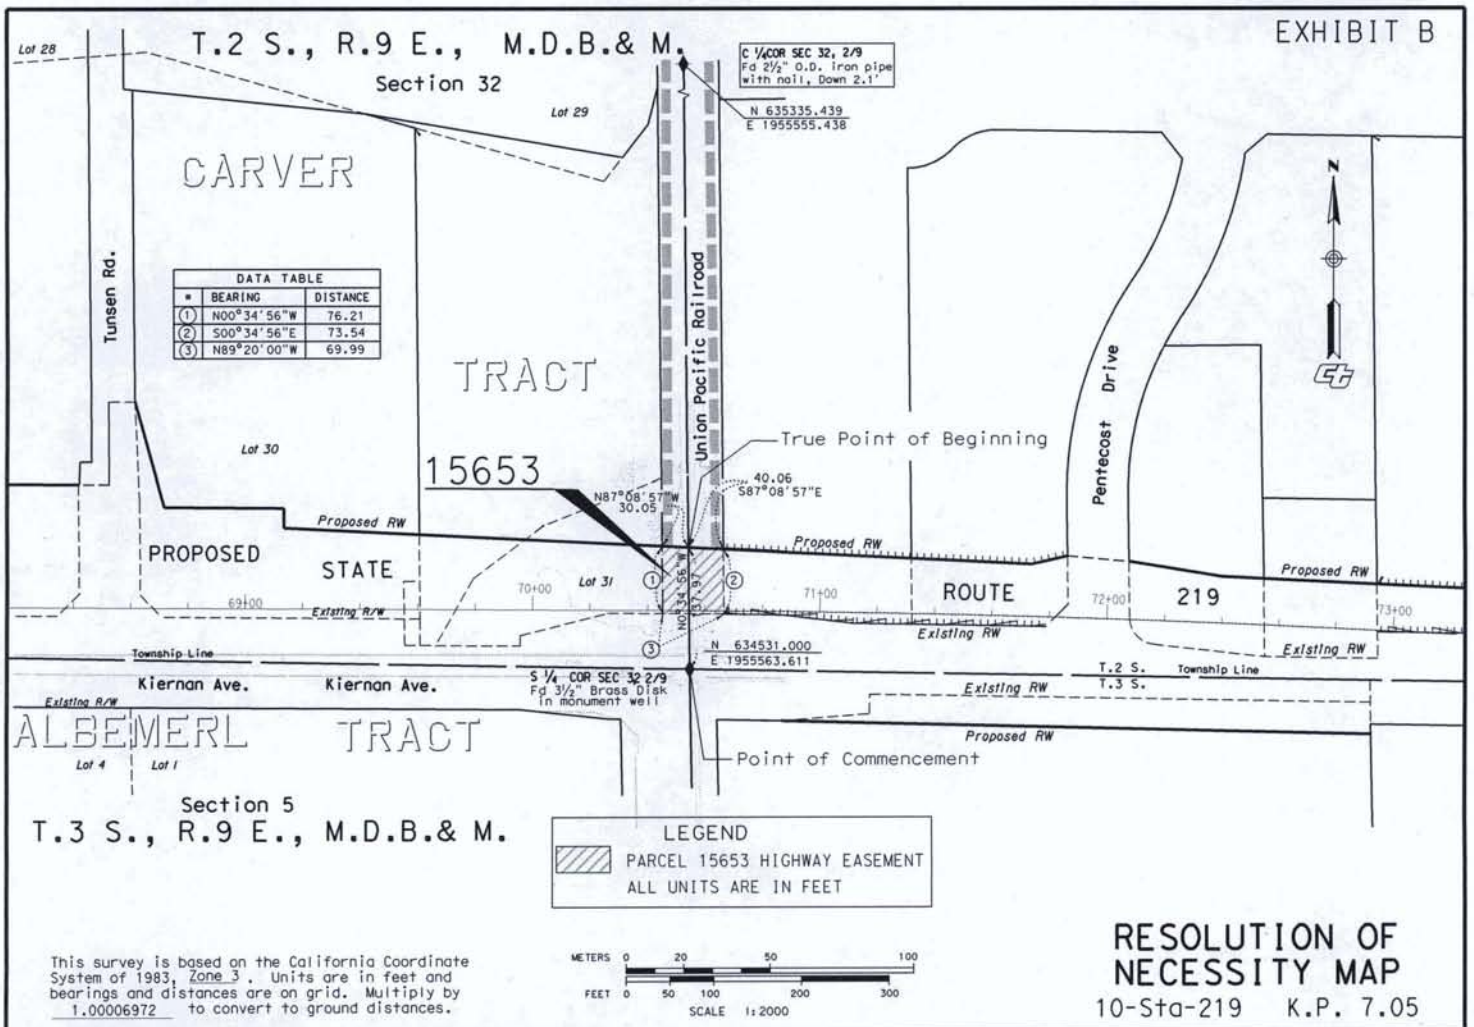 EXHIBIT B
Lot 28
T.2 S., R.9 E., M.D.B.& M.
Section 32
C 1/4 COR SEC 32, 2/9
Fd 2½" O.D. iron pipe
with nail, Down 2.1'
N 635335.439
E 1955555.438
Lot 29
CARVER
N
Tunsen Rd.
DATA TABLE
* BEARING DISTANCE
1 N00°34'56"W 76.21
2 S00°34'56"E 73.54
3 N89°20'00"W 69.99
Union Pacific Railroad
TRACT
Pentecost Drive
ct
True Point of Beginning
Lot 30
15653
N87°08'57"W
30.05
40.06
S87°08'57"E
Proposed RW
Proposed RW
Proposed RW
PROPOSED STATE ROUTE 219
Lot 31
1
2
N0°34'56"W
69+00
70+00
71+00
72+00
73+00
Existing R/W
Existing RW
Existing RW
3
N 634531.000
E 1955563.611
Township Line
T.2 S. Township Line
T.3 S.
Kiernan Ave.
Kiernan Ave.
S 1/4 COR SEC 32 2/9
Fd 3½" Brass Disk
in monument well
Existing RW
Existing R/W
ALBEMERL TRACT
Proposed RW
Point of Commencement
Lot 4
Lot 1
Section 5
T.3 S., R.9 E., M.D.B.& M.
LEGEND
PARCEL 15653 HIGHWAY EASEMENT
ALL UNITS ARE IN FEET
This survey is based on the California Coordinate
System of 1983, Zone 3 . Units are in feet and
bearings and distances are on grid. Multiply by
1.00006972 to convert to ground distances.
METERS 0 20 50 100
FEET 0 50 100 200 300
SCALE 1:2000
RESOLUTION OF
NECESSITY MAP
10-Sta-219 K.P. 7.05